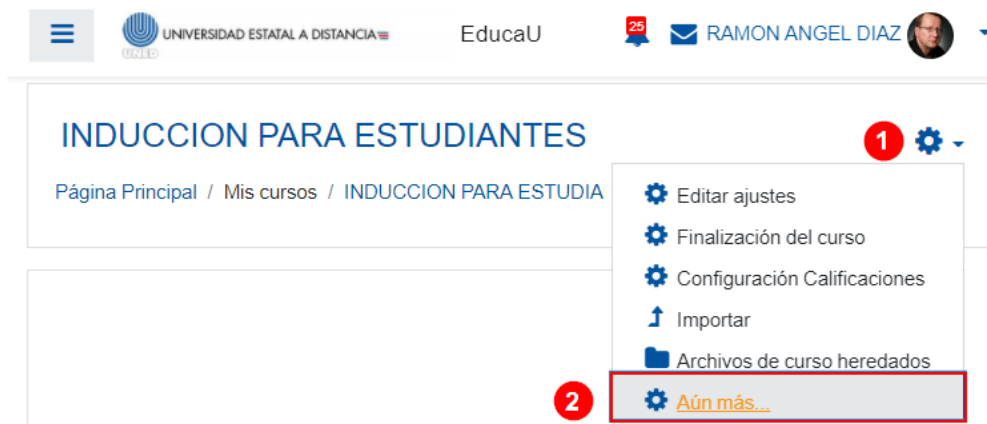 UNED
UNIVERSIDAD ESTATAL A DISTANCIA
EducaU
25
RAMON ANGEL DIAZ
INDUCCION PARA ESTUDIANTES
1
Página Principal / Mis cursos / INDUCCION PARA ESTUDIA
Editar ajustes
Finalización del curso
Configuración Calificaciones
Importar
Archivos de curso heredados
2
Aún más...